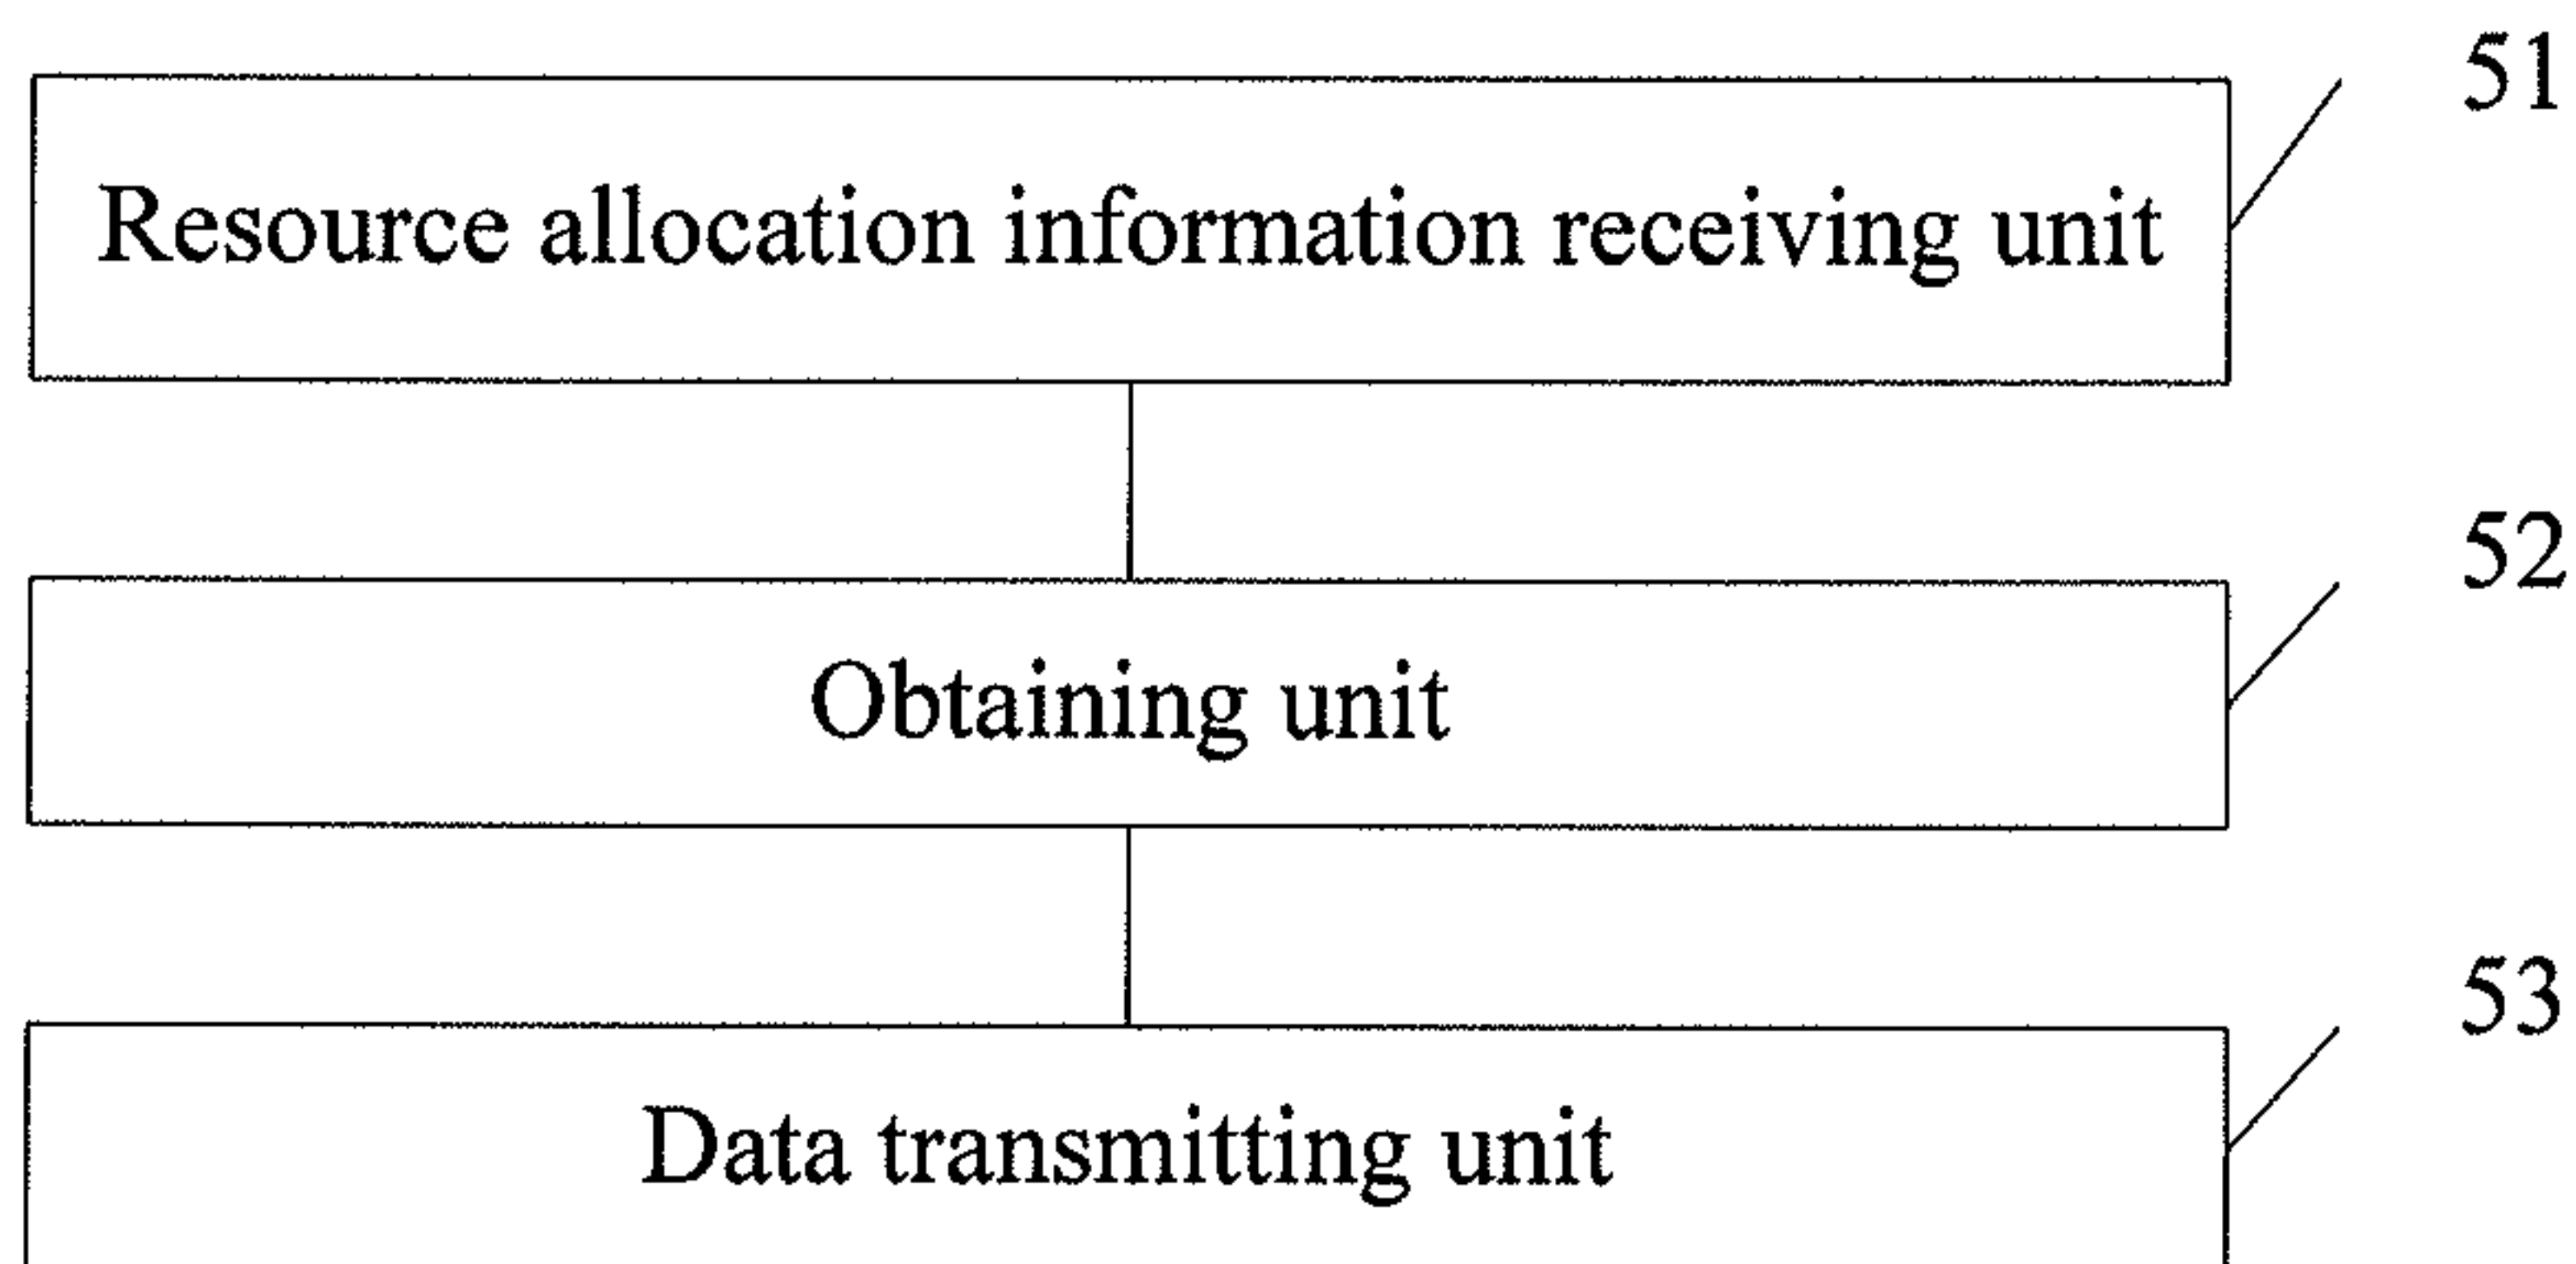 51
Resource allocation information receiving unit
52
Obtaining unit
53
Data transmitting unit